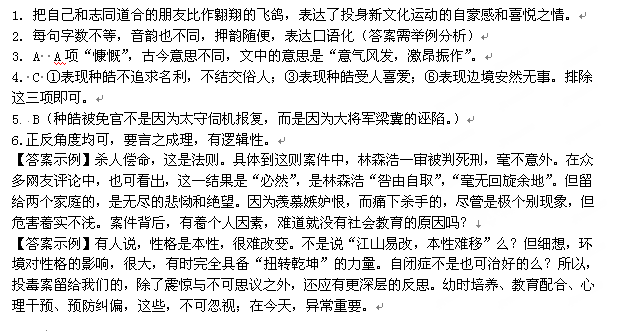 1. 把自己和志同道合的朋友比作翱翔的飞鸽，表达了投身新文化运动的自豪感和喜悦之情。
2. 每句字数不等，音韵也不同，押韵随便，表达口语化（答案需举例分析）
3. A··A 项“慷慨”，古今意思不同，文中的意思是“意气风发，激昂振作”。
4.·C·①表现种皓不追求名利，不结交俗人；③表现种皓受人喜爱；⑥表现边境安然无事。排除
这三项即可。
5. B（种皓被免官不是因为太守伺机报复，而是因为大将军梁冀的诬陷。）
6.正反角度均可，要言之成理，有逻辑性。
【答案示例】杀人偿命，这是法则。具体到这则案件中，林森浩一审被判死刑，毫不意外。在众
多网友评论中，也可看出，这一结果是“必然”，是林森浩“咎由自取”，“毫无回旋余地”。但留
给两个家庭的，是无尽的悲恸和绝望。因为羡慕嫉妒恨，而痛下杀手的，尽管是极个别现象，但
危害着实不浅。案件背后，有着个人因素，难道就没有社会教育的原因吗？
【答案示例】有人说，性格是本性，很难改变。不是说“江山易改，本性难移”么？但细想，环
境对性格的影响，很大，有时完全具备“扭转乾坤”的力量。自闭症不是也可治好的么？所以，
投毒案留给我们的，除了震惊与不可思议之外，还应有更深层的反思。幼时培养、教育配合、心
理干预、预防纠偏，这些，不可忽视；在今天，异常重要。